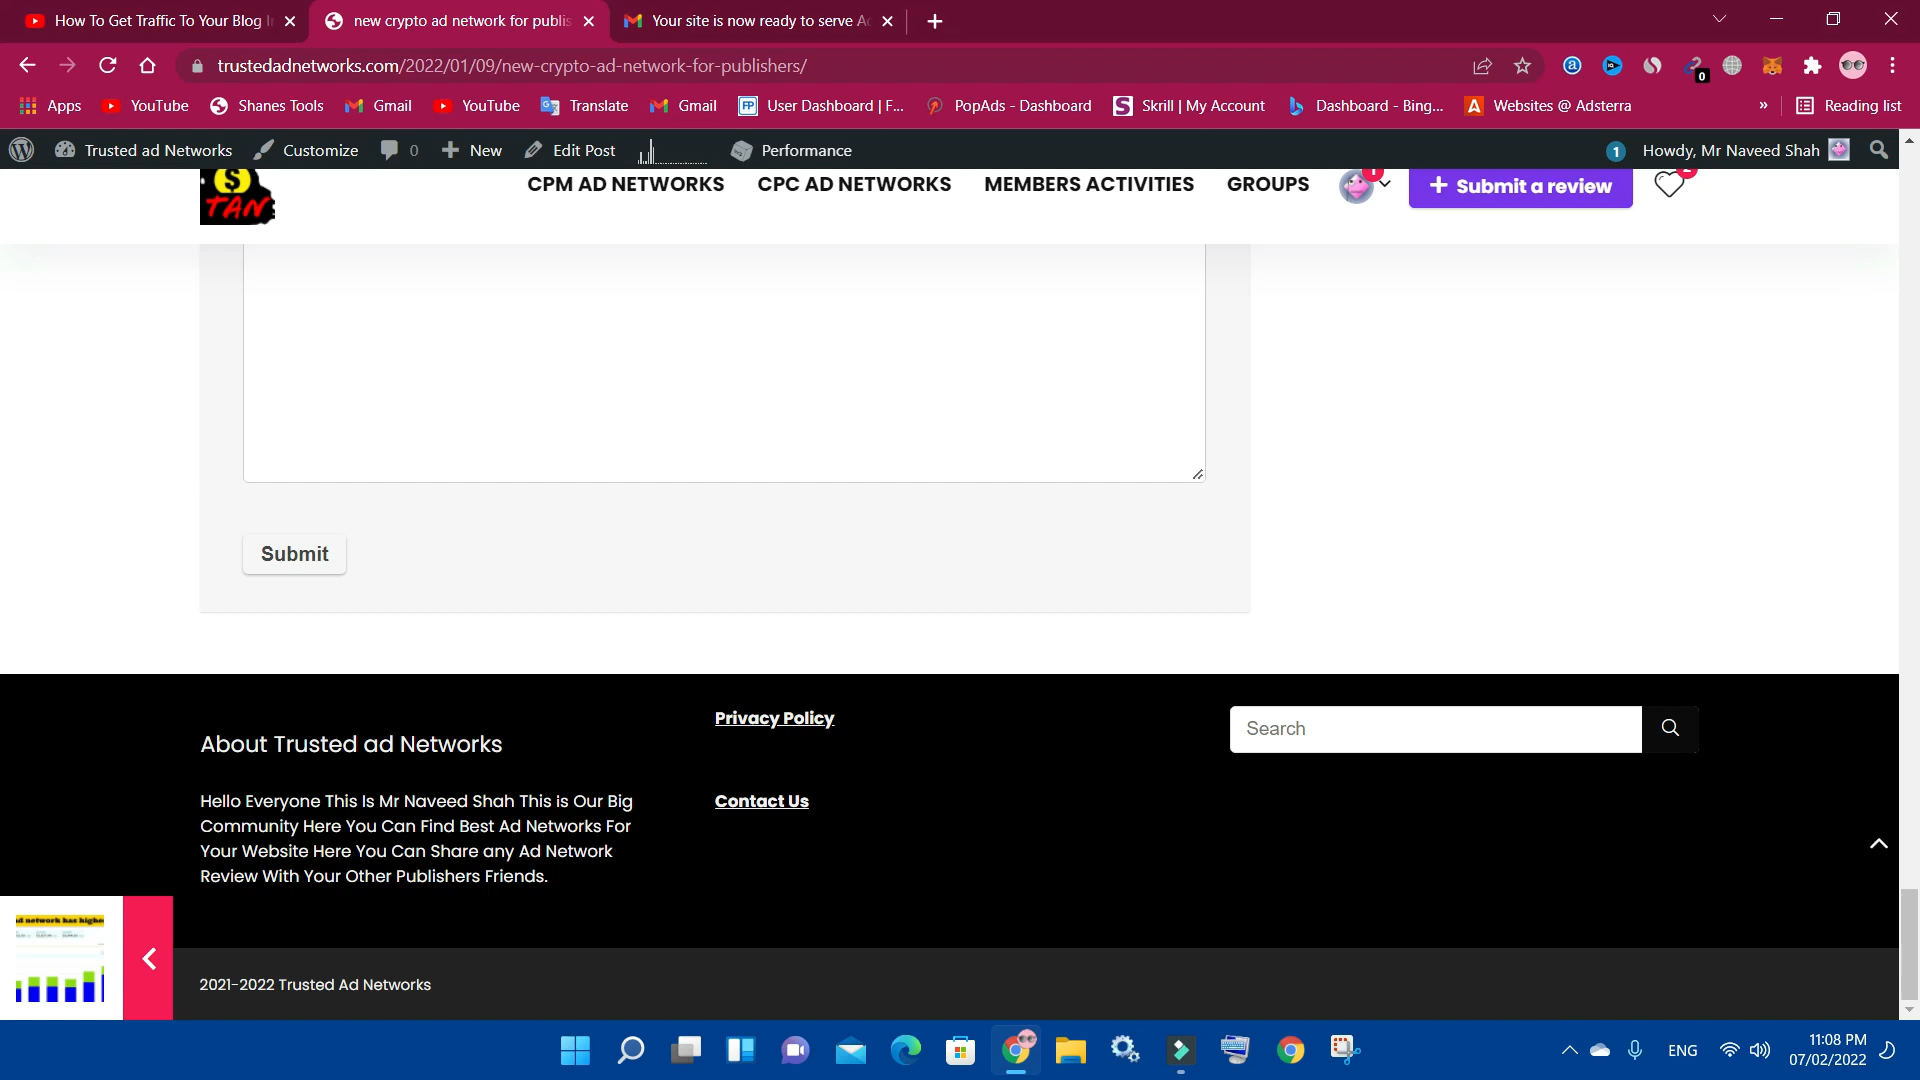 How To Get Traffic To Your Blog
new crypto ad network for publis
Your site is now ready to serve A
trustedadnetworks.com/2022/01/09/new-crypto-ad-network-for-publishers/
0
Apps
YouTube
Shanes Tools
Gmail
YouTube
Translate
Gmail
FP
User Dashboard | F...
PopAds - Dashboard
S
Skrill | My Account
Dashboard - Bing...
A
Websites @ Adsterra
»
Reading list
Trusted ad Networks
Customize
0
New
Edit Post
Performance
1
Howdy, Mr Naveed Shah
$
TAN
CPM AD NETWORKS
CPC AD NETWORKS
MEMBERS ACTIVITIES
GROUPS
+ Submit a review
Submit
About Trusted ad Networks
Hello Everyone This Is Mr Naveed Shah This is Our Big
Community Here You Can Find Best Ad Networks For
Your Website Here You Can Share any Ad Network
Review With Your Other Publishers Friends.
Privacy Policy
Contact Us
Search
ad network has highe
2021-2022 Trusted Ad Networks
ENG
11:08 PM
07/02/2022